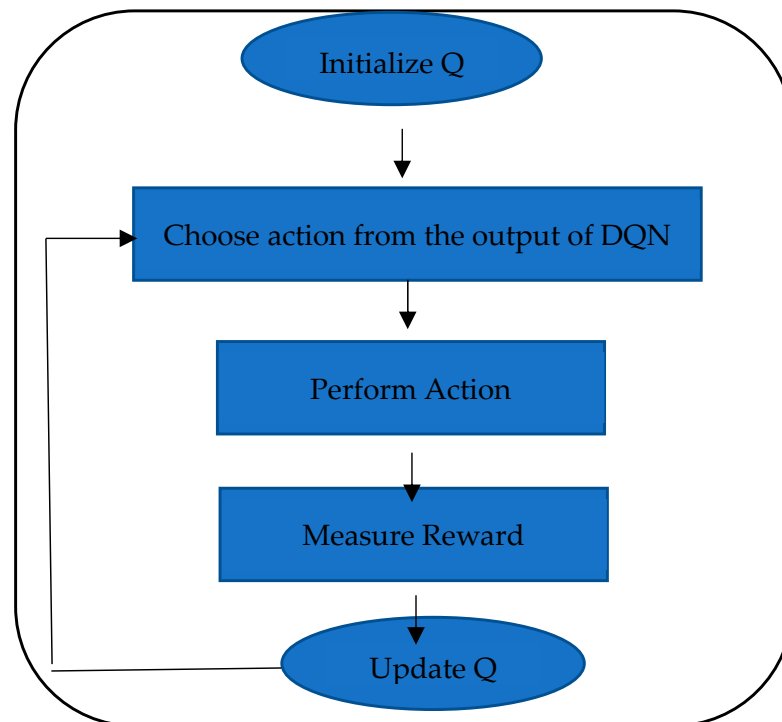 Initialize Q
Choose action from the output of DQN
Perform Action
Measure Reward
Update Q